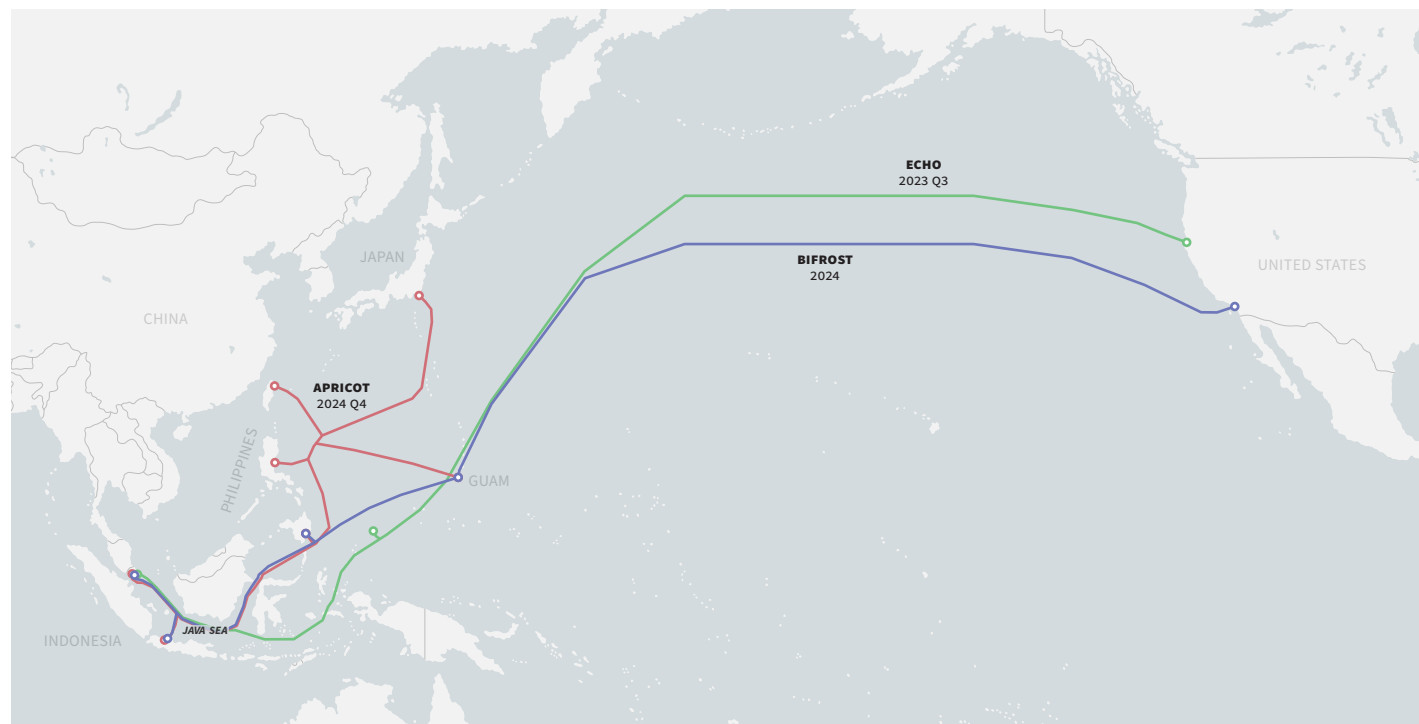 ECHO
2023 Q3
JAPAN
BIFROST
2024
UNITED STATES
CHINA
APRICOT
2024 Q4
PHILIPPINES
GUAM
JAVA SEA
INDONESIA